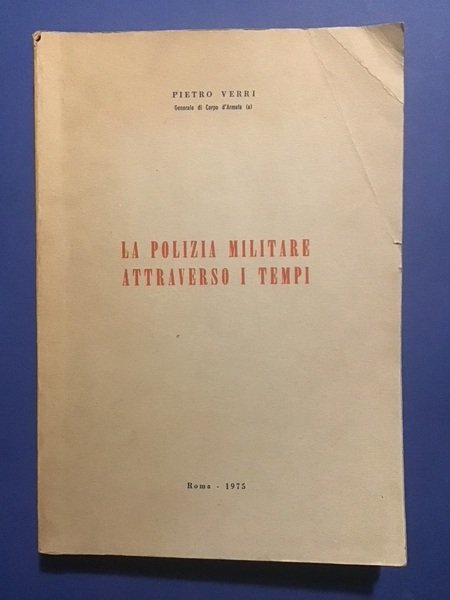 PIETRO VERRI
Generale di Corpo d'Armata (a)
LA POLIZIA MILITARE
ATTRAVERSO I TEMPI
Roma - 1975